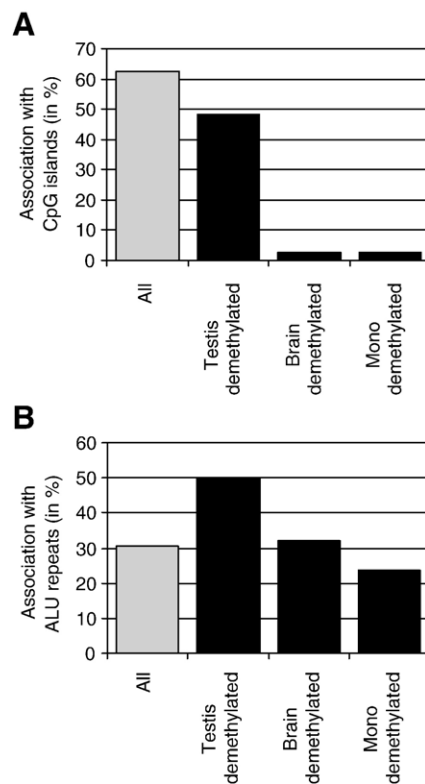 A
Association with
CpG islands (in %)
70
60
50
40
30
20
10
0
All
Testis
demethylated
Brain
demethylated
Mono
demethylated
B
Association with
ALU repeats (in %)
60
50
40
30
20
10
0
All
Testis
demethylated
Brain
demethylated
Mono
demethylated